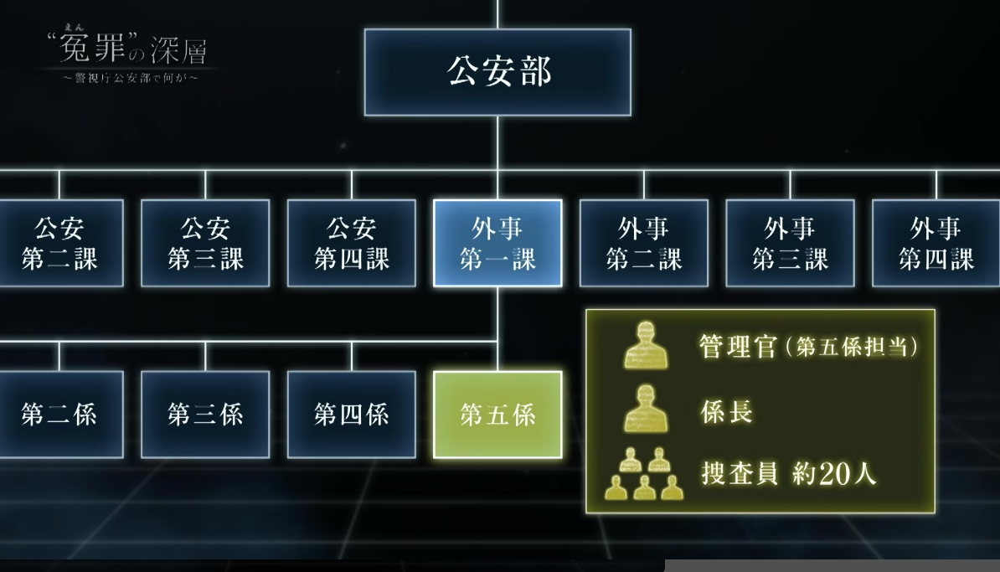 えん
“冤罪”の深層
～警視庁公安部で何が～
公安部
公安
第二課
公安
第三課
公安
第四課
外事
第一課
外事
第二課
外事
第三課
外事
第四課
第二係
第三係
第四係
第五係
管理官（第五係担当）
係長
捜査員 約20人